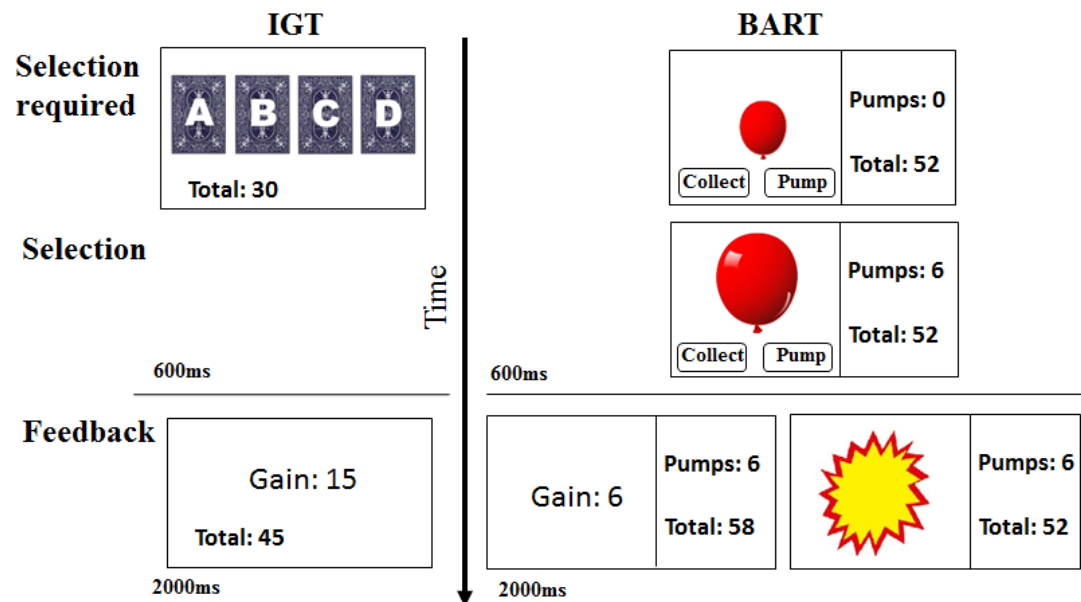 IGT
BART
Selection
required
A B C D
Total: 30
Pumps: 0
Total: 52
Collect
Pump
Selection
Time
Pumps: 6
Total: 52
Collect
Pump
600ms
600ms
Feedback
Gain: 15
Total: 45
Gain: 6
Pumps: 6
Total: 58
Pumps: 6
Total: 52
2000ms
2000ms